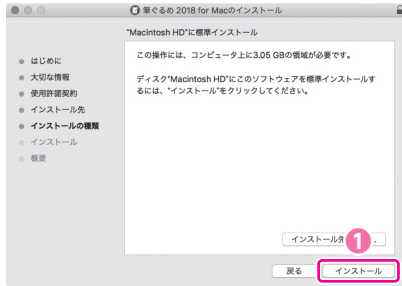 筆ぐるめ 2018 for Macのインストール
"Macintosh HD"に標準インストール
はじめに
大切な情報
使用許諾契約
インストール先
インストールの種類
インストール
概要
この操作には、コンピュータ上に3.05 GBの領域が必要です。
ディスク"Macintosh HD"にこのソフトウェアを標準インストールす
るには、"インストール"をクリックしてください。
インストール先
1
戻る
インストール